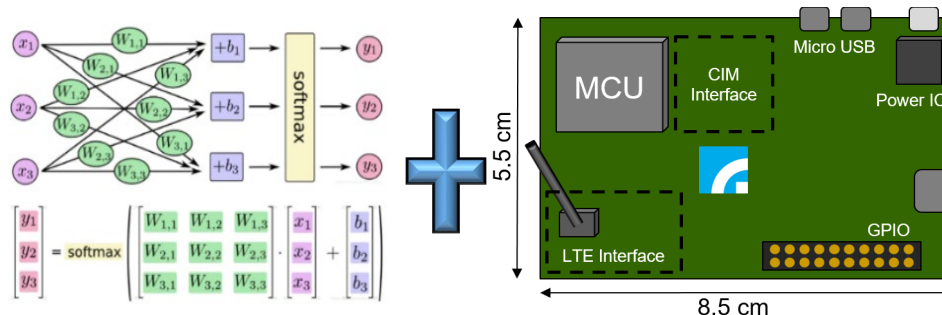 x₁ W₁,₁ +b₁ y₁
W₂,₁
W₁,₂ W₁,₃
x₂ W₂,₂ +b₂ softmax y₂
W₃,₂
W₂,₃ W₃,₁
x₃ W₃,₃ +b₃ y₃
[y₁ y₂ y₃] = softmax ( [W₁,₁ W₁,₂ W₁,₃
W₂,₁ W₂,₂ W₂,₃
W₃,₁ W₃,₂ W₃,₃] · [x₁ x₂ x₃] + [b₁ b₂ b₃] )
MCU
CIM
Interface
Micro USB
Power IC
LTE Interface
GPIO
5.5 cm
8.5 cm